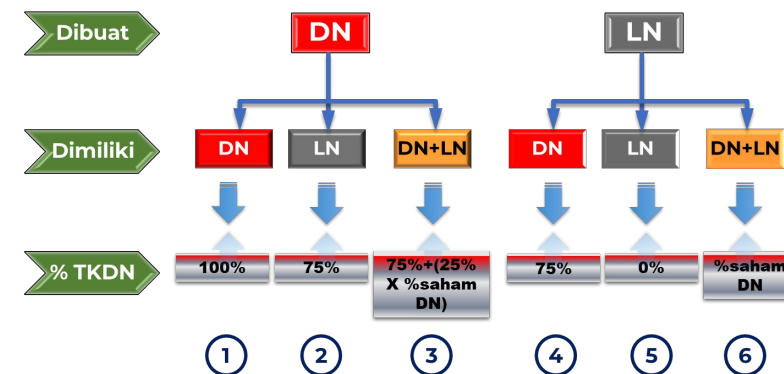 Dibuat
DN
LN
Dimiliki
DN
LN
DN+LN
DN
LN
DN+LN
% TKDN
100%
75%
75%+(25%
X %saham
DN)
75%
0%
%saham
DN
1
2
3
4
5
6